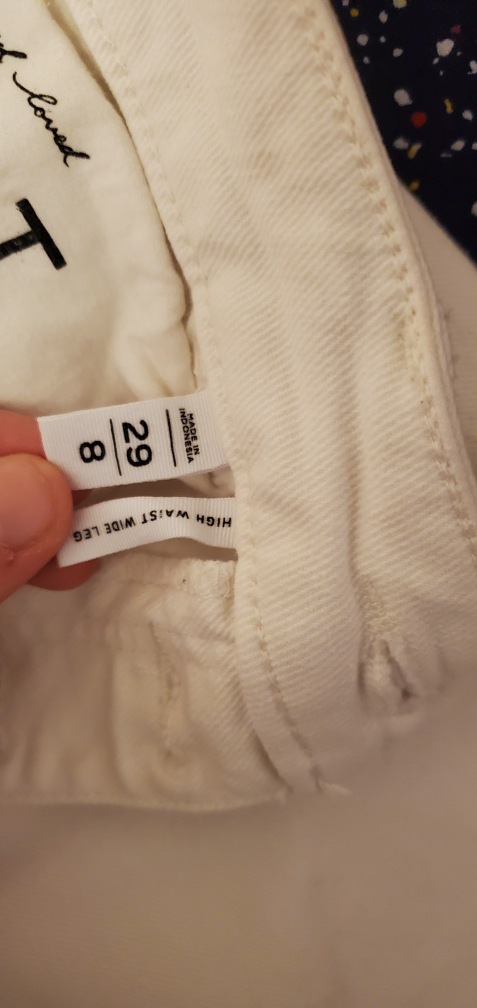 loved
T
MADE IN
INDONESIA
29
8
HIGH WAIST WIDE LEG